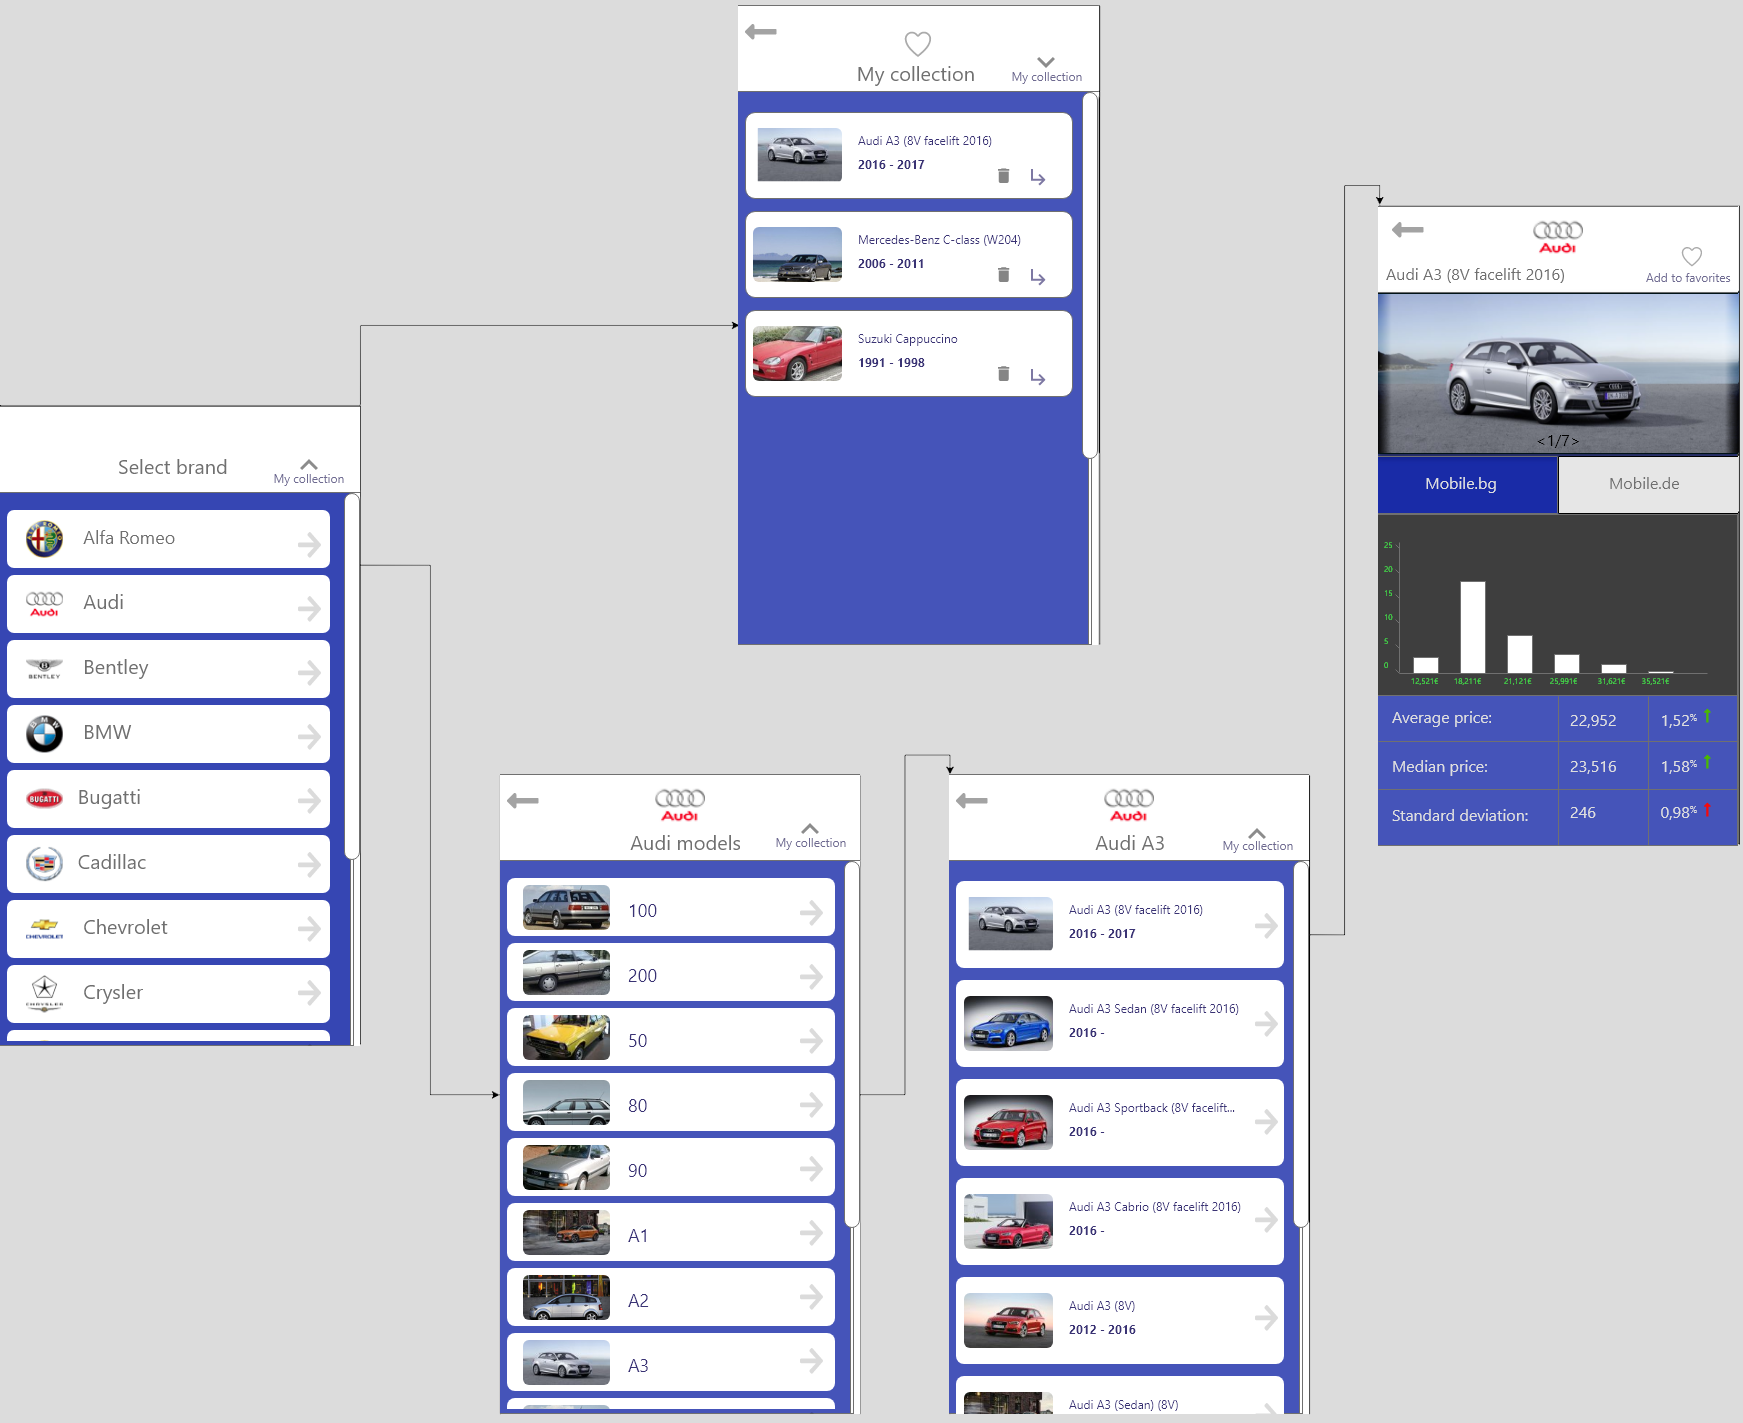 My collection
My collection
Audi A3 (8V facelift 2016)
2016 - 2017
Mercedes-Benz C-class (W204)
2006 - 2011
Suzuki Cappuccino
1991 - 1998
Select brand
My collection
Alfa Romeo
Audi
Audi
BENTLEY
Bentley
BMW
BMW
BUGATTI
Bugatti
Cadillac
CHEVROLET
Chevrolet
CHRYSLER
Crysler
Audi
Audi models
My collection
100
200
50
80
90
A1
A2
A3
Audi
Audi A3
My collection
Audi A3 (8V facelift 2016)
2016 - 2017
Audi A3 Sedan (8V facelift 2016)
2016 -
Audi A3 Sportback (8V facelift...
2016 -
Audi A3 Cabrio (8V facelift 2016)
2016 -
Audi A3 (8V)
2012 - 2016
Audi A3 (Sedan) (8V)
Audi
Audi A3 (8V facelift 2016)
Add to favorites
<1/7>
Mobile.bg
Mobile.de
25
20
15
10
5
0
12,521€ 18,211€ 21,121€ 25,991€ 31,621€ 35,521€
Average price: 22,952 1,52%
Median price: 23,516 1,58%
Standard deviation: 246 0,98%